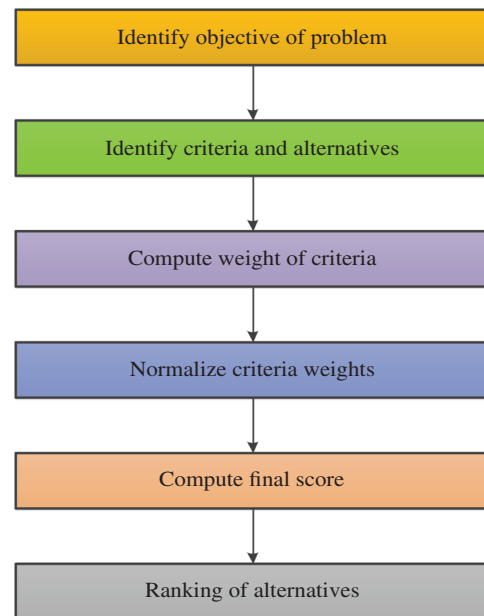 Identify objective of problem
Identify criteria and alternatives
Compute weight of criteria
Normalize criteria weights
Compute final score
Ranking of alternatives